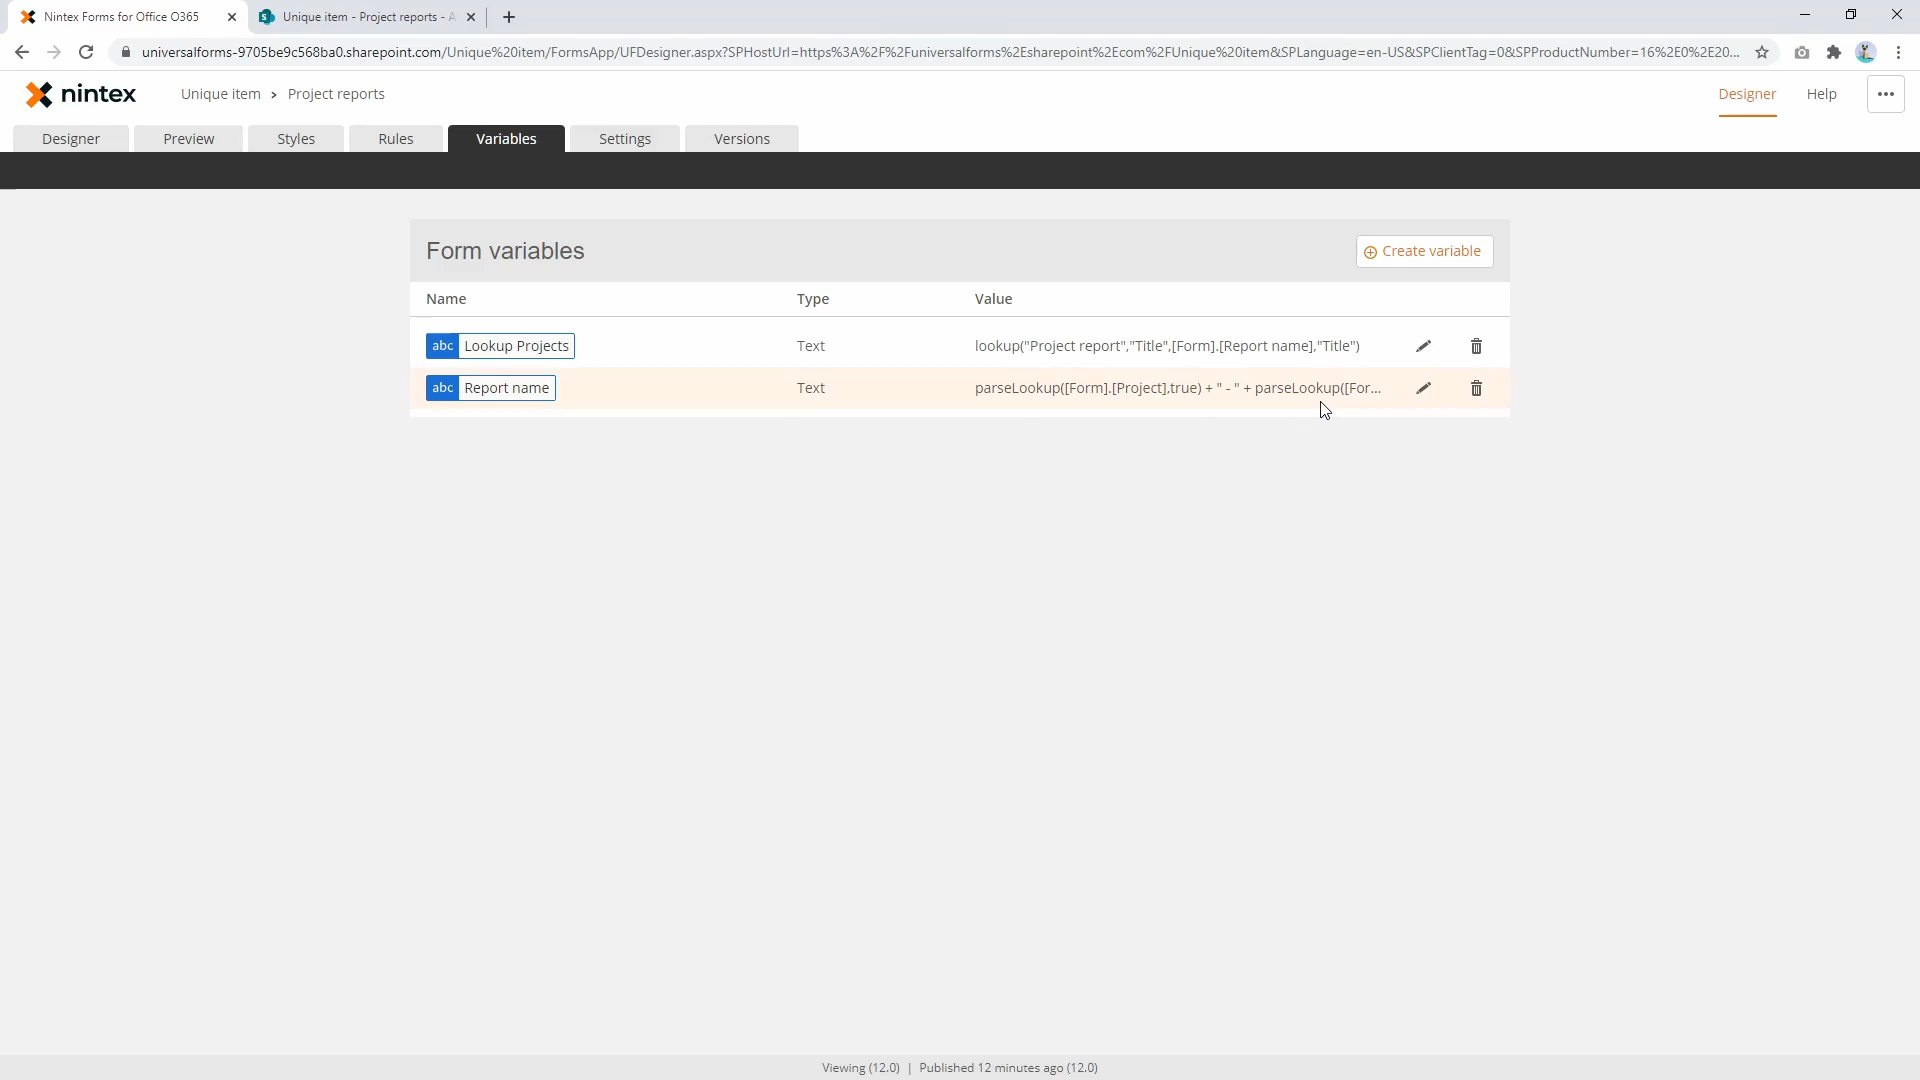 Nintex Forms for Office O365
Unique item - Project reports - A
universalforms-9705be9c568ba0.sharepoint.com/Unique%20item/FormsApp/UFDesigner.aspx?SPHostUrl=https%3A%2F%2Funiversalforms%2Esharepoint%2Ecom%2FUnique%20item&SPLanguage=en-US&SPClientTag=0&SPProductNumber=16%2E0%2E20...
nintex
Unique item > Project reports
Designer
Help
Designer
Preview
Styles
Rules
Variables
Settings
Versions
Form variables
Create variable
Name
Type
Value
abc Lookup Projects
Text
lookup("Project report","Title",[Form].[Report name],"Title")
abc Report name
Text
parseLookup([Form].[Project],true) + " - " + parseLookup([For...
Viewing (12.0) | Published 12 minutes ago (12.0)